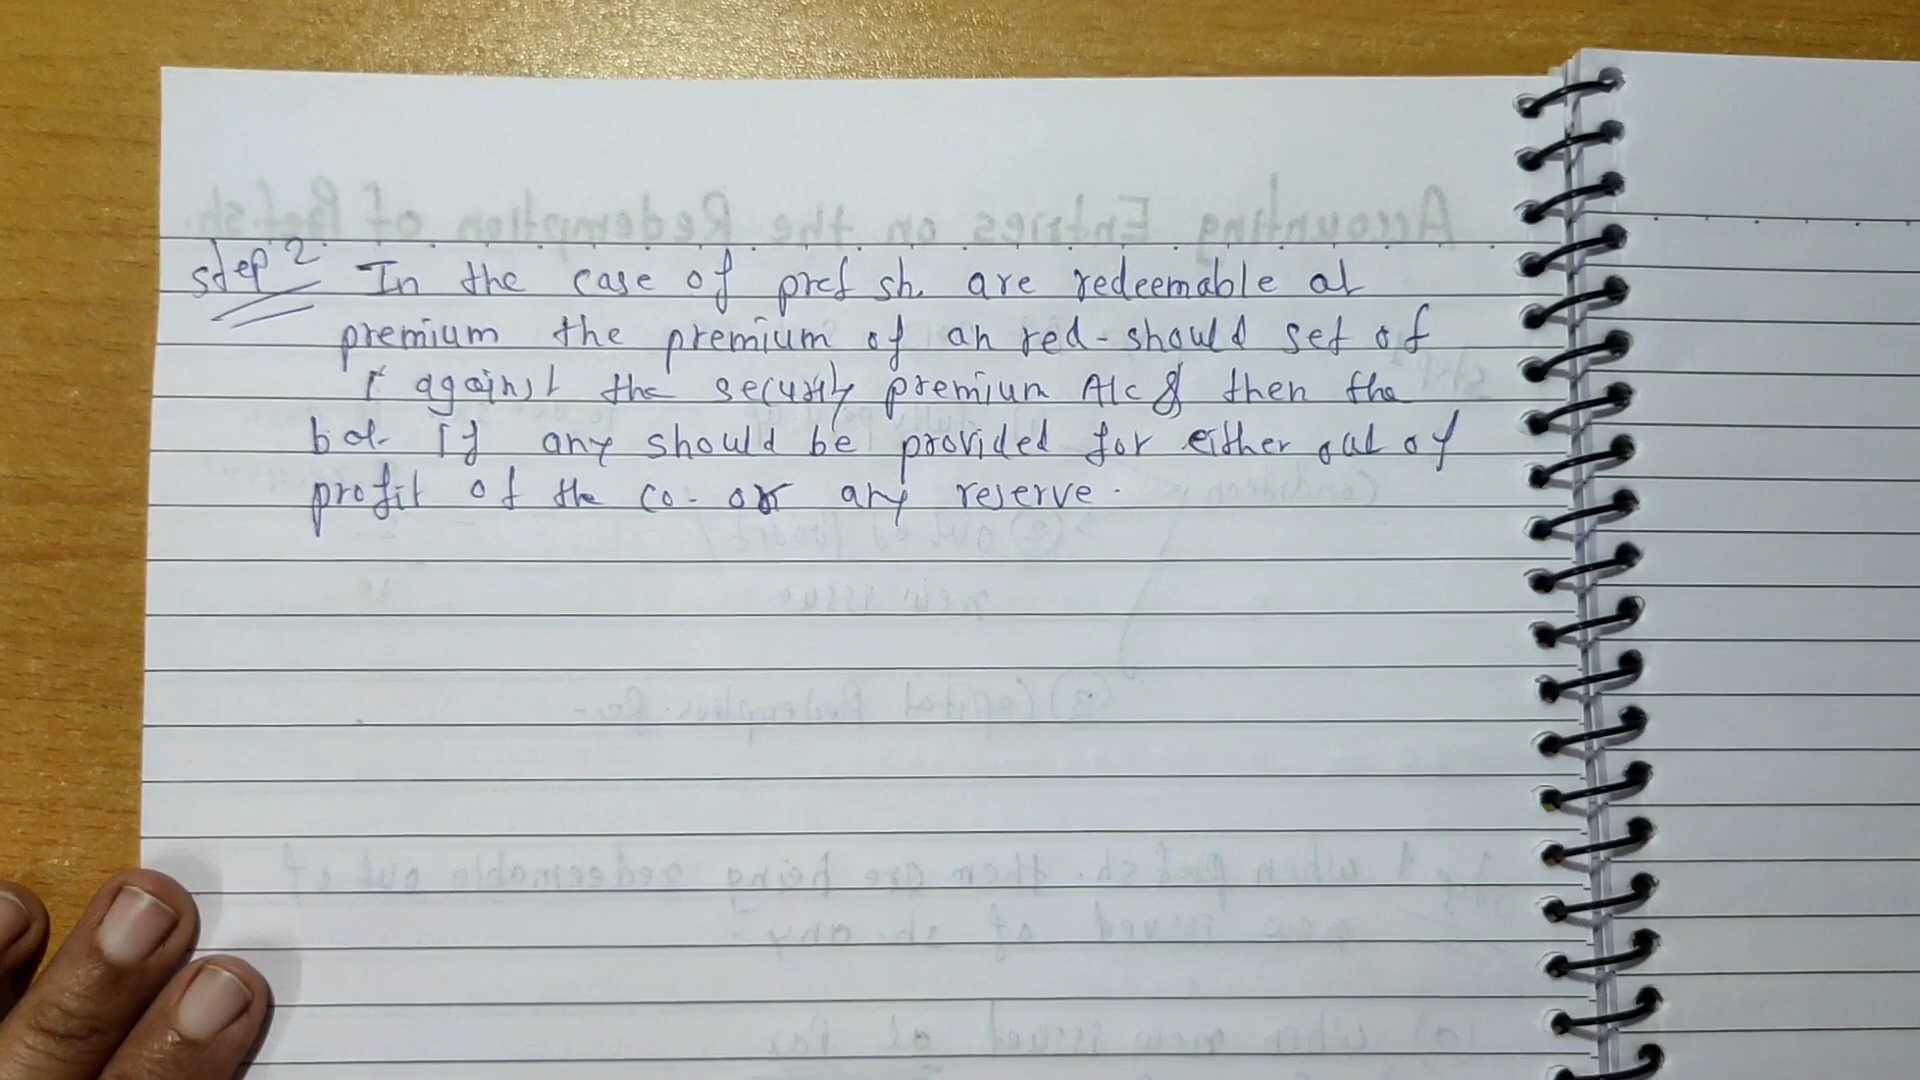 step 2 In the case of pref sh. are redeemable at
premium the premium of an red- should set of
against the security premium A/c & then the
bal- If any should be provided for either out of
profit of the co- or any reserve.